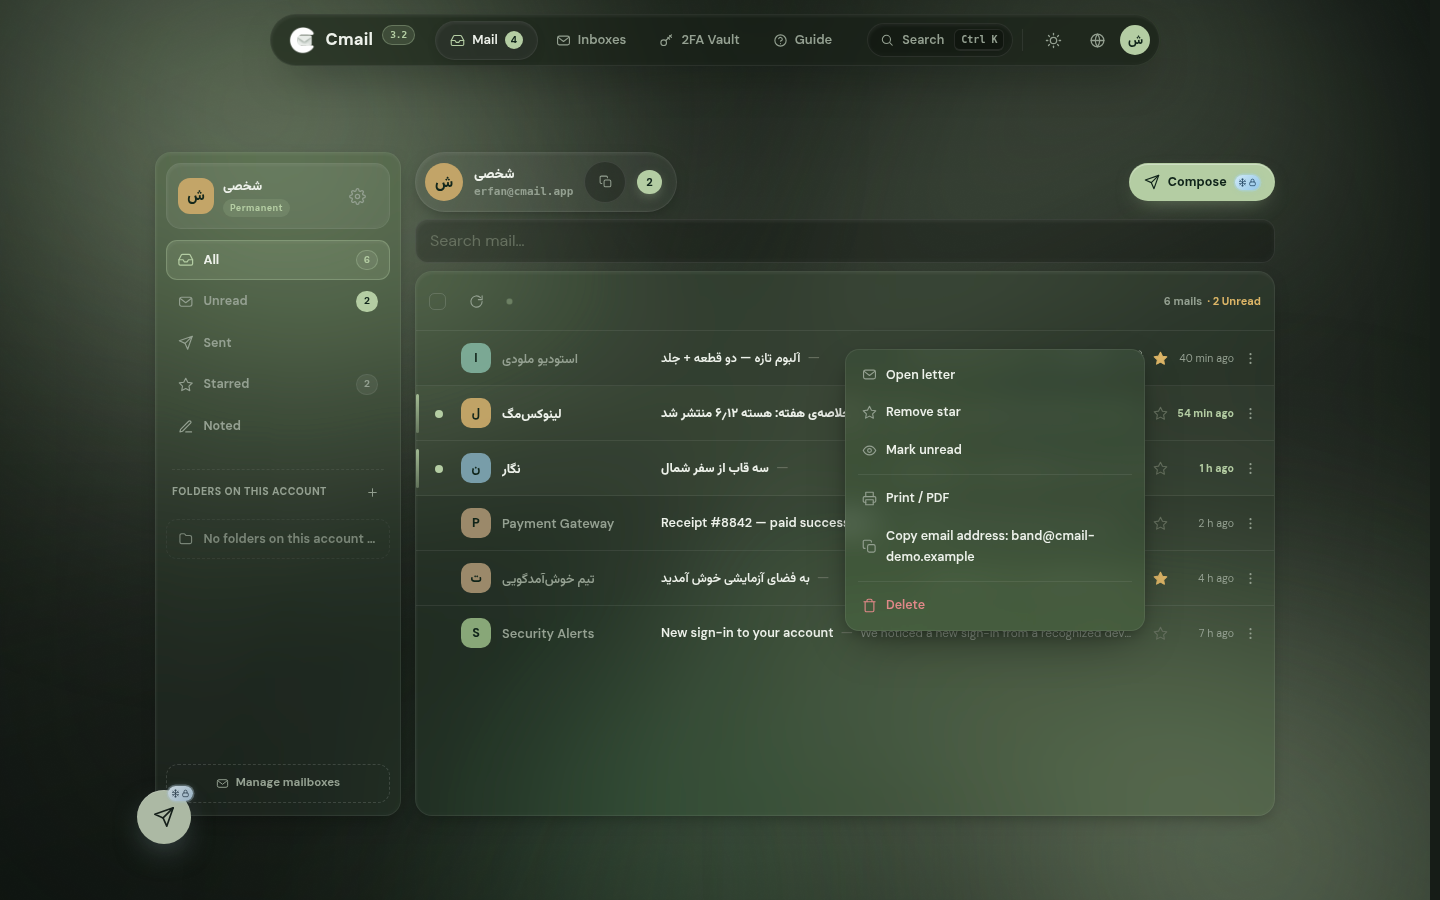 Cmail 3.2
Mail 4
Inboxes
2FA Vault
Guide
Search Ctrl K
ش
ش
شخصی
Permanent
All 6
Unread 2
Sent
Starred 2
Noted
FOLDERS ON THIS ACCOUNT
No folders on this account ...
Manage mailboxes
ش
شخصی
erfan@cmail.app
2
Compose
Search mail...
6 mails · 2 Unread
ا استودیو ملودی آلبوم تازه — دو قطعه + جلد — 40 min ago
ل لینوکس‌مگ خلاصه‌ی هفته: هسته ۶٫۱۲ منتشر شد 54 min ago
ن نگار سه قاب از سفر شمال — 1 h ago
P Payment Gateway Receipt #8842 — paid 2 h ago
ت تیم خوش‌آمدگویی به فضای آزمایشی خوش آمدید — 4 h ago
S Security Alerts New sign-in to your account — We noticed a new sign-in from a recognized dev... 7 h ago
Open letter
Remove star
Mark unread
Print / PDF
Copy email address: band@cmail-
demo.example
Delete